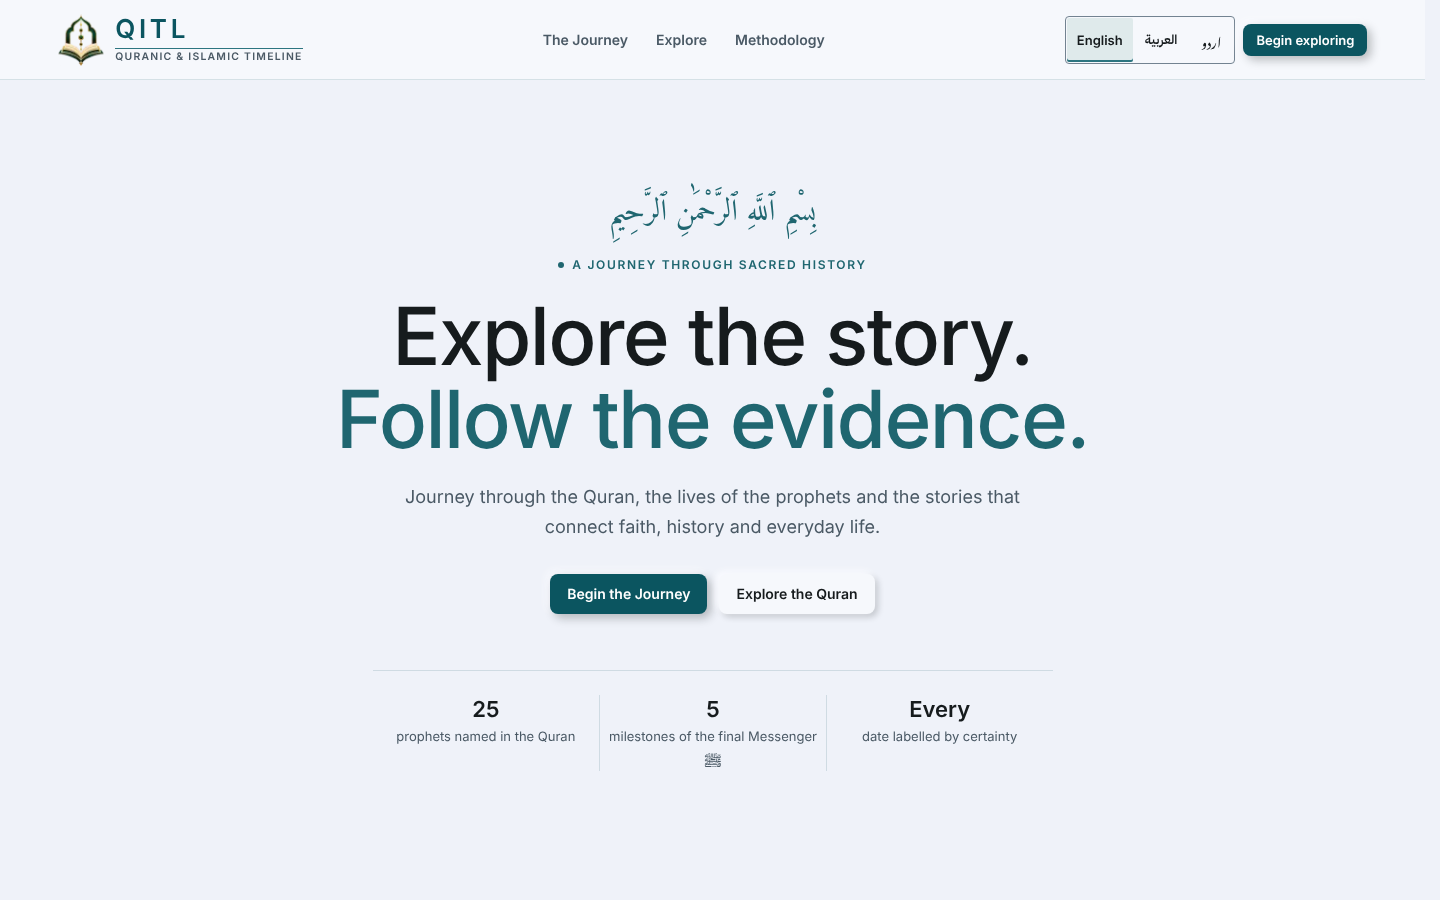 QITL
QURANIC & ISLAMIC TIMELINE
The Journey
Explore
Methodology
English
العربية
اردو
Begin exploring
بِسْمِ ٱللَّهِ ٱلرَّحْمَٰنِ ٱلرَّحِيمِ
A JOURNEY THROUGH SACRED HISTORY
Explore the story.
Follow the evidence.
Journey through the Quran, the lives of the prophets and the stories that
connect faith, history and everyday life.
Begin the Journey
Explore the Quran
25
prophets named in the Quran
5
milestones of the final Messenger
ﷺ
Every
date labelled by certainty